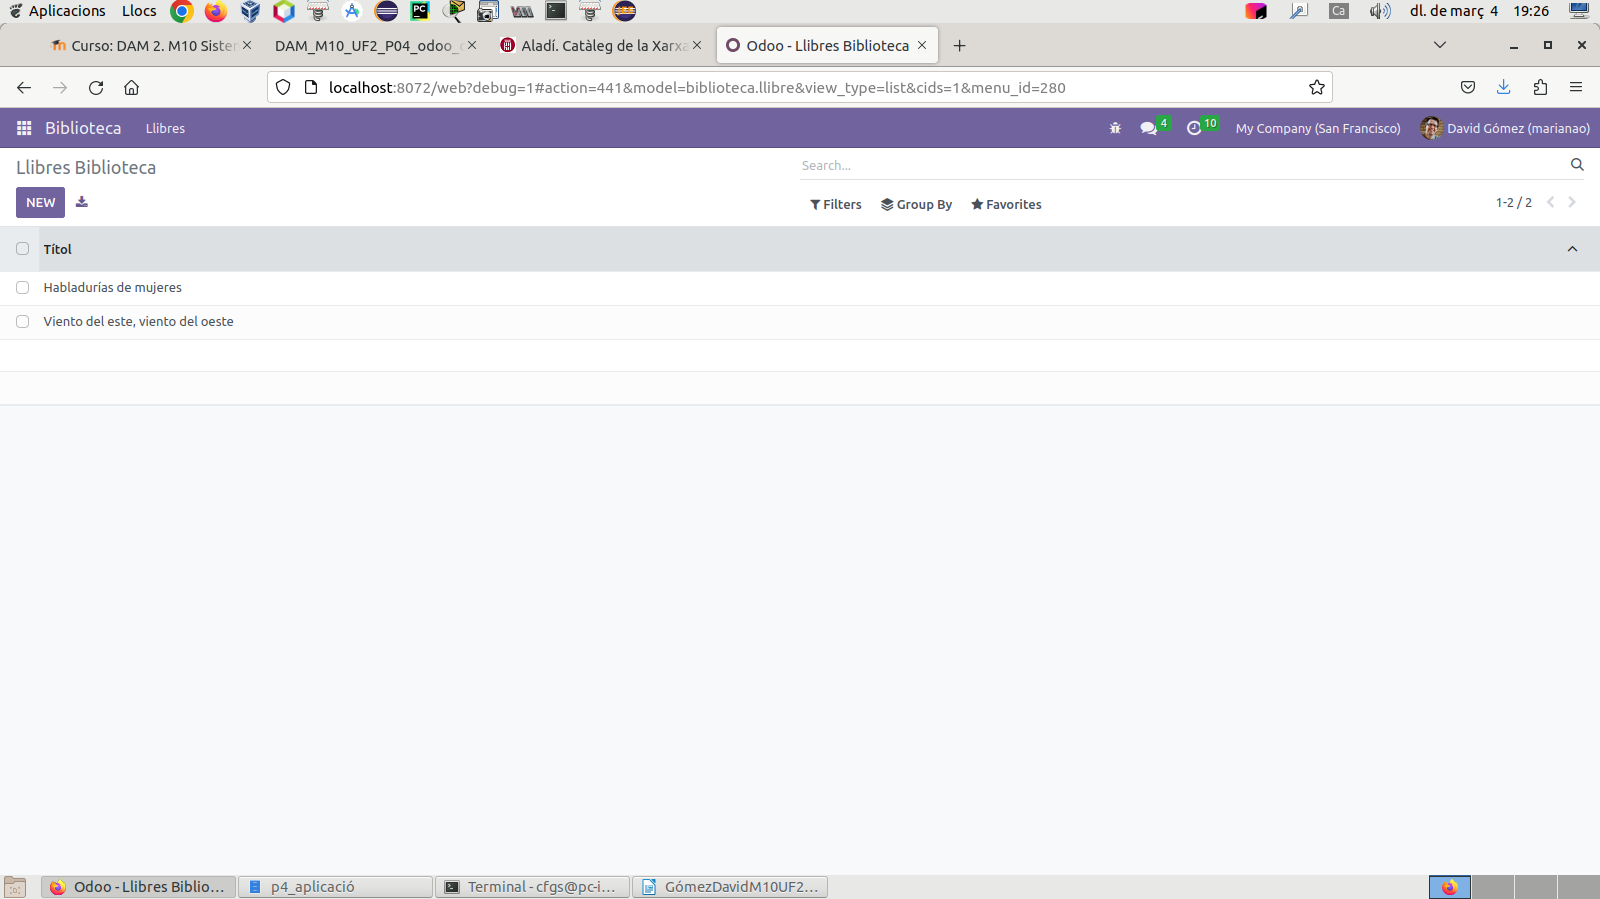 Aplicacions Llocs Ca dl. de març 4 19:26
Curso: DAM 2. M10 Sister DAM_M10_UF2_P04_odoo_ Aladí. Catàleg de la Xarxa Odoo - Llibres Biblioteca
localhost:8072/web?debug=1#action=441&model=biblioteca.llibre&view_type=list&cids=1&menu_id=280
Biblioteca Llibres 4 10 My Company (San Francisco) David Gómez (marianao)
Llibres Biblioteca Search...
NEW Filters Group By Favorites 1-2 / 2
Títol
Habladurías de mujeres
Viento del este, viento del oeste
Odoo - Llibres Biblio... p4_aplicació Terminal - cfgs@pc-i... GómezDavidM10UF2...